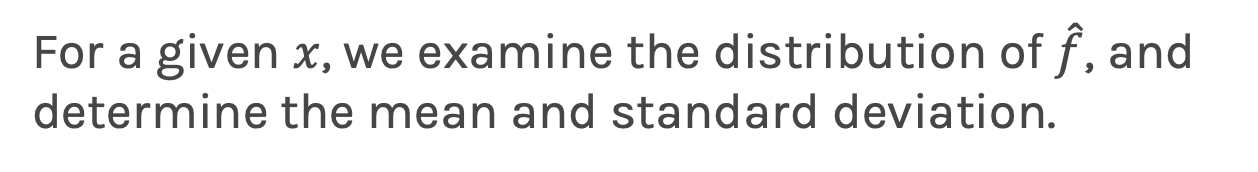 For a given x, we examine the distribution of f̂, and
determine the mean and standard deviation.